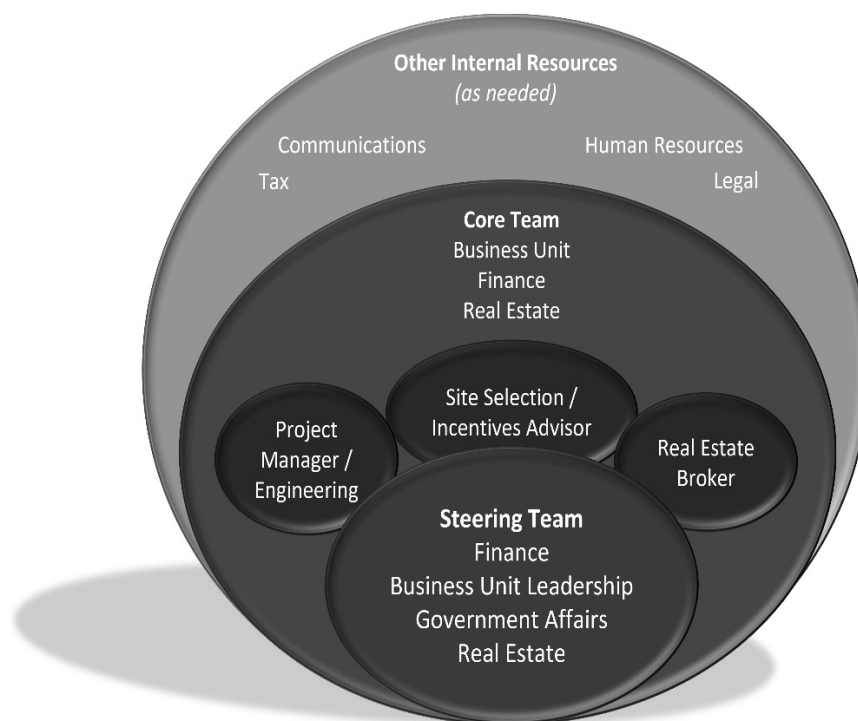 Other Internal Resources
(as needed)
Communications
Human Resources
Tax
Legal
Core Team
Business Unit
Finance
Real Estate
Site Selection /
Incentives Advisor
Project
Manager /
Engineering
Real Estate
Broker
Steering Team
Finance
Business Unit Leadership
Government Affairs
Real Estate